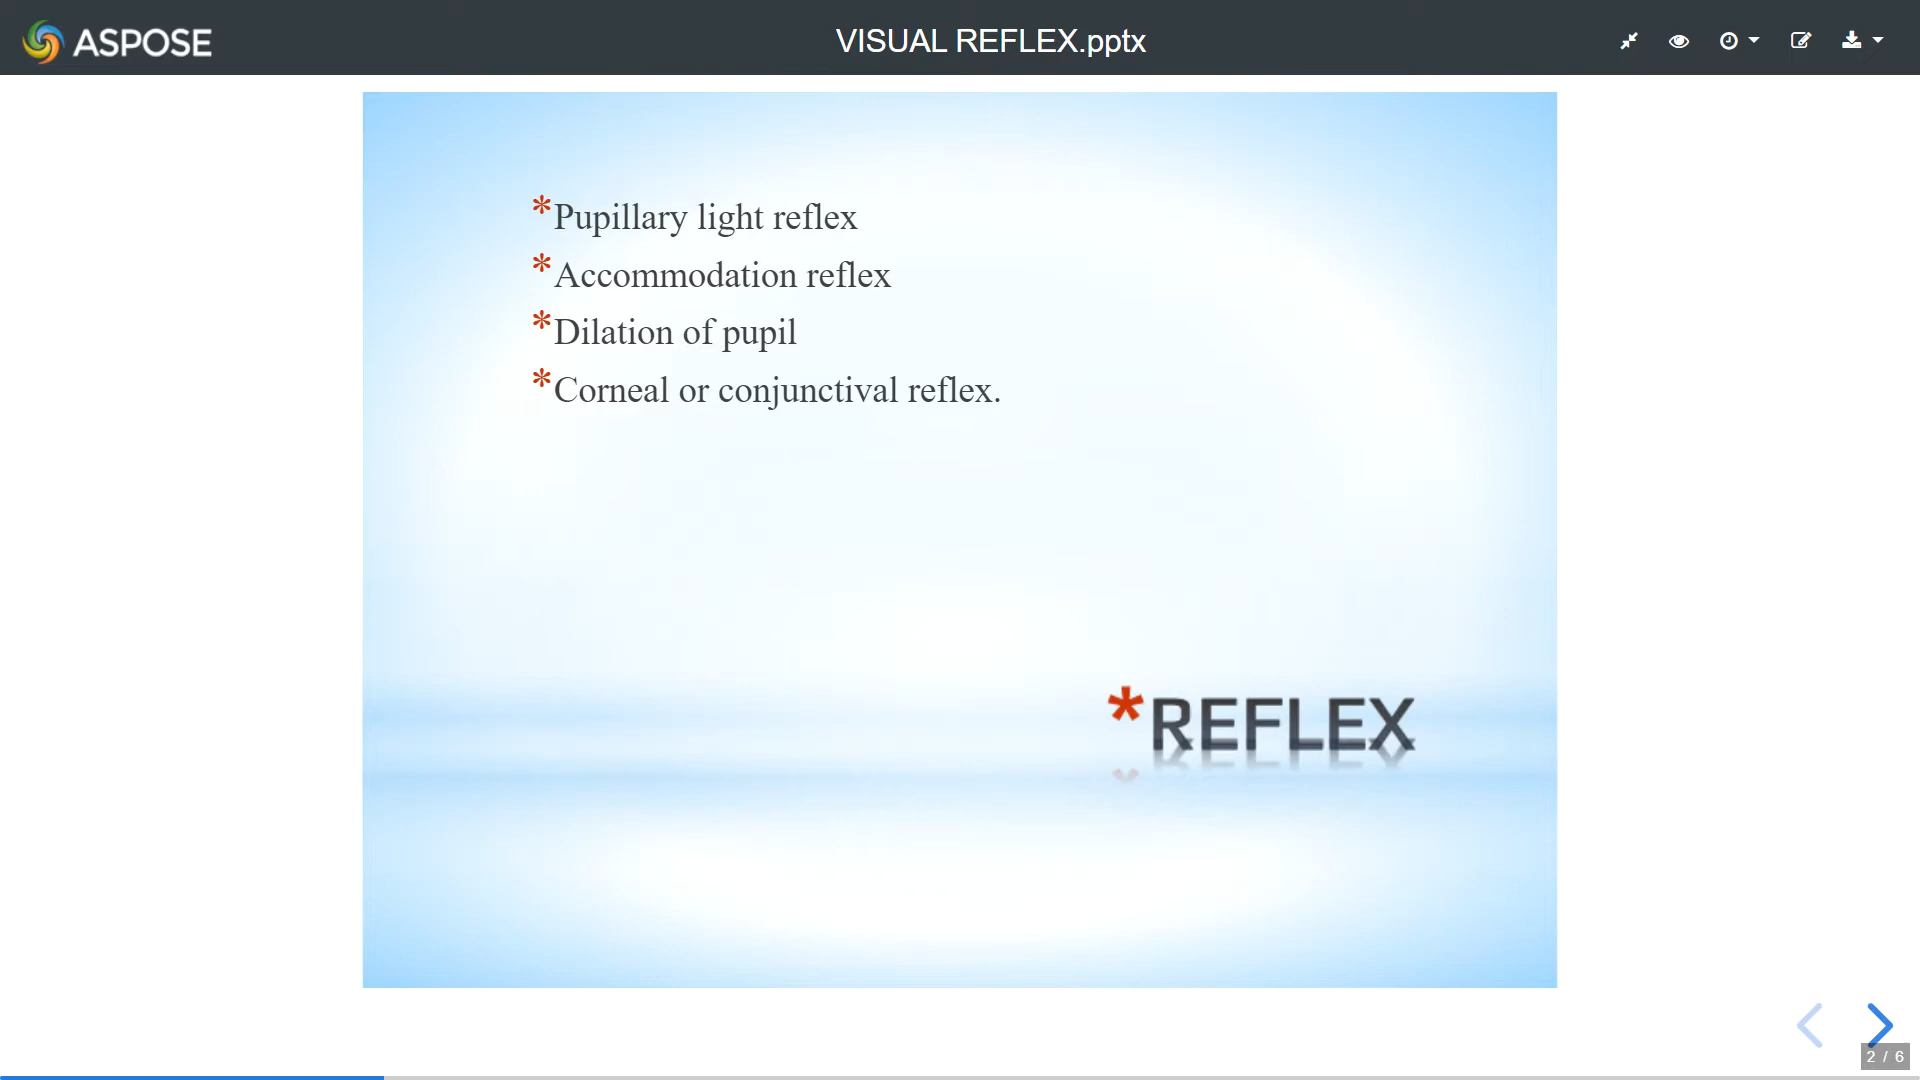 ASPOSE
VISUAL REFLEX.pptx
*Pupillary light reflex
*Accommodation reflex
*Dilation of pupil
*Corneal or conjunctival reflex.
*REFLEX
2 / 6